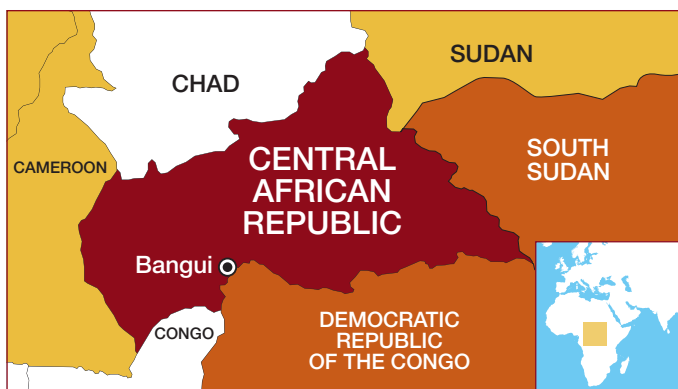 SUDAN
CHAD
CENTRAL
AFRICAN
REPUBLIC
SOUTH
SUDAN
CAMEROON
Bangui
CONGO
DEMOCRATIC
REPUBLIC
OF THE CONGO